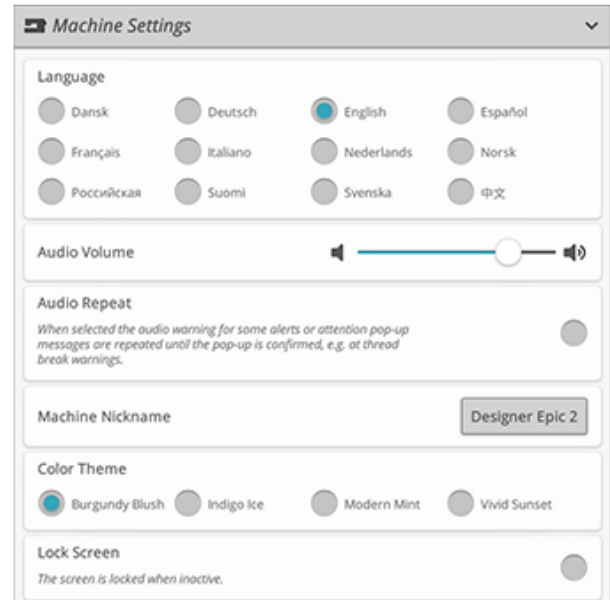 Machine Settings
Language
Dansk Deutsch English Español
Français Italiano Nederlands Norsk
Российская Suomi Svenska 中文
Audio Volume
Audio Repeat
When selected the audio warning for some alerts or attention pop-up
messages are repeated until the pop-up is confirmed, e.g. at thread
break warnings.
Machine Nickname Designer Epic 2
Color Theme
Burgundy Blush Indigo Ice Modern Mint Vivid Sunset
Lock Screen
The screen is locked when inactive.